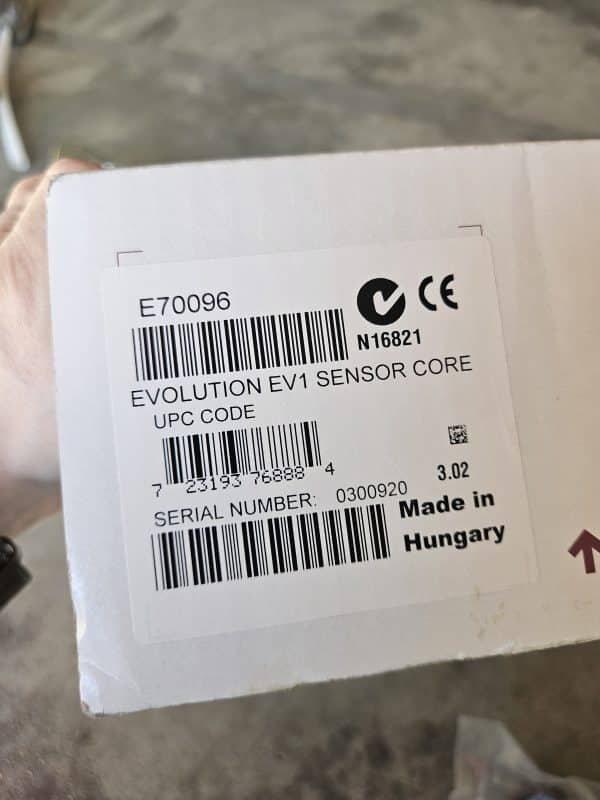 E70096
CE
N16821
EVOLUTION EV1 SENSOR CORE
UPC CODE
7 23193 76888 4
3.02
SERIAL NUMBER: 0300920
Made in
Hungary